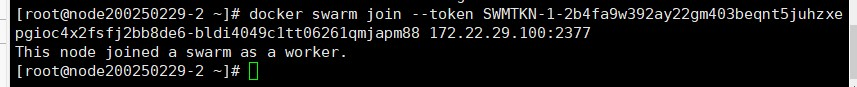 [root@node200250229-2 ~]# docker swarm join --token SWMTKN-1-2b4fa9w392ay22gm403beqnt5juhzxe
pgioc4x2fsfj2bb8de6-bldi4049c1tt06261qmjapm88 172.22.29.100:2377
This node joined a swarm as a worker.
[root@node200250229-2 ~]#